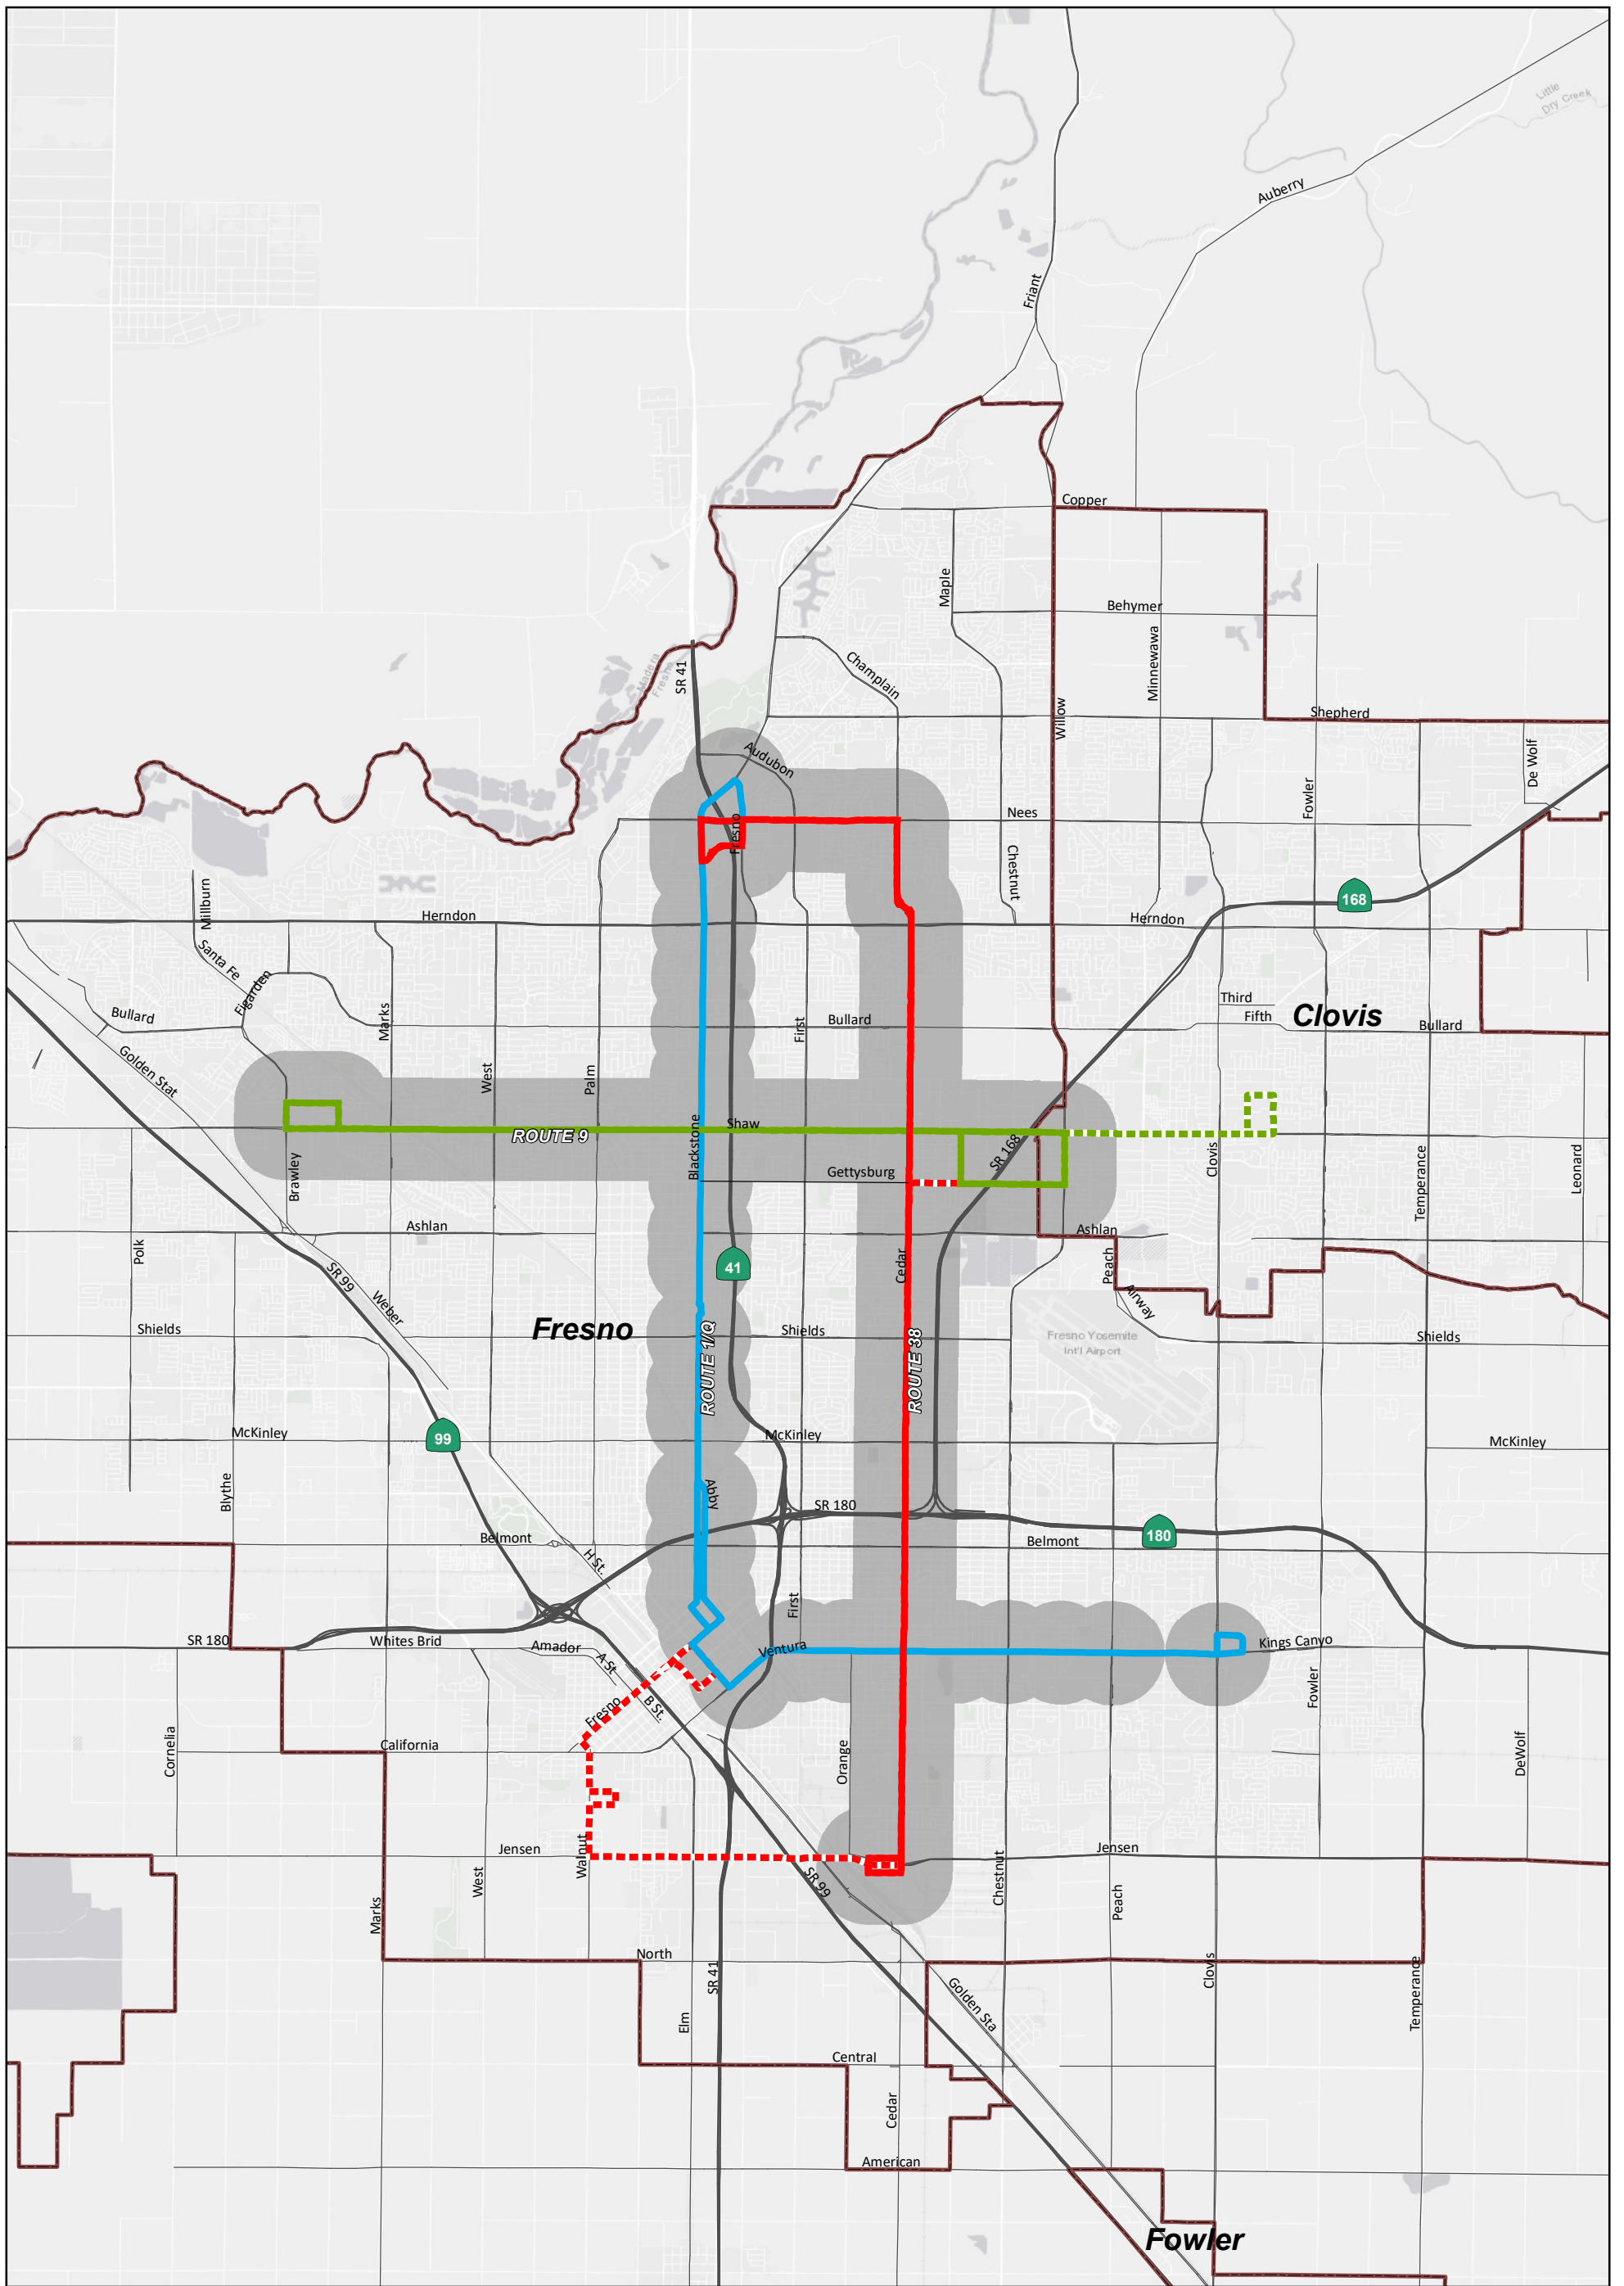 Little
Dry Creek
Auberry
Friant
Copper
Maple
Behymer
Minnewawa
Madera
Fresno
SR 41
Champlain
Willow
Shepherd
Audubon
De Wolf
Fowler
Nees
Fresno
Chestnut
Millburn
168
Herndon
Herndon
Santa Fe
Figarden
Third
Clovis
Marks
Bullard
First
Bullard
Fifth
Bullard
Golden Stat
West
Palm
Shaw
ROUTE 9
Blackstone
SR 168
Clovis
Brawley
Gettysburg
Temperance
Leonard
Ashlan
Ashlan
Polk
41
Cedar
Peach
SR 99
Weber
Airway
Fresno
Shields
Shields
Fresno Yosemite
Int'l Airport
Shields
ROUTE 1/Q
ROUTE 38
McKinley
99
McKinley
McKinley
Blythe
Abby
SR 180
Belmont
180
Belmont
H St.
First
SR 180
Whites Brid
Amador
Ventura
Kings Canyo
A St
Fowler
B St.
Fresno
Cornelia
California
Orange
DeWolf
Jensen
Walnut
Jensen
West
SR 99
Chestnut
Peach
Marks
North
SR 41
Clovis
Temperance
Elm
Golden Sta
Central
Cedar
American
Fowler